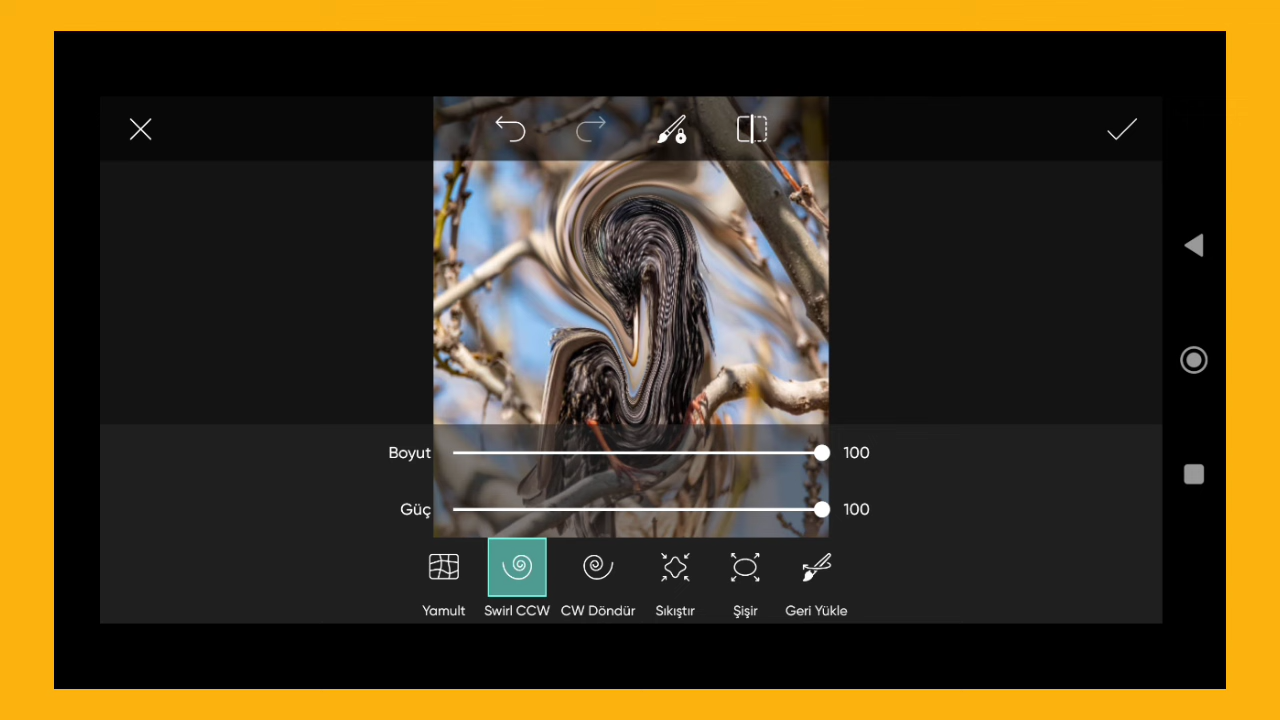 Boyut 100
Güç 100
Yamult Swirl CCW CW Döndür Sıkıştır Şişir Geri Yükle